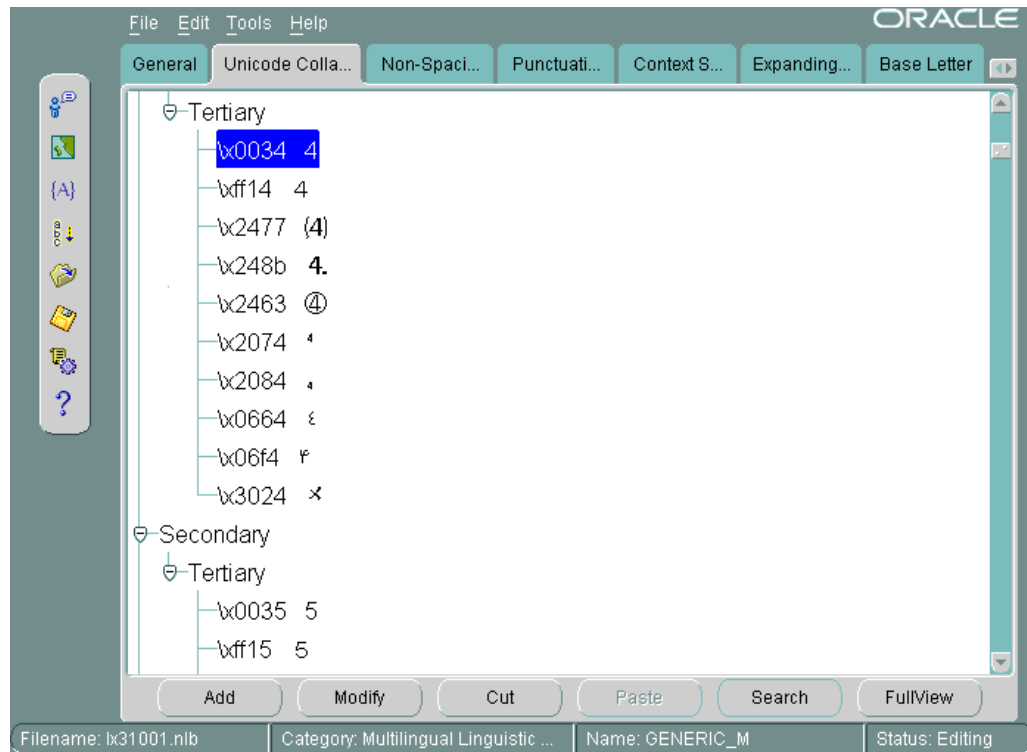 File Edit Tools Help ORACLE
General Unicode Colla... Non-Spaci... Punctuati... Context S... Expanding... Base Letter
Tertiary
\x0034 4
\xff14 4
\x2477 (4)
\x248b 4.
\x2463 ④
\x2074 ⁴
\x2084 ₄
\x0664 ٤
\x06f4 ۴
\x3024 〤
Secondary
Tertiary
\x0035 5
\xff15 5
{A}
a
b
c
?
Add Modify Cut Paste Search FullView
Filename: lx31001.nlb Category: Multilingual Linguistic ... Name: GENERIC_M Status: Editing